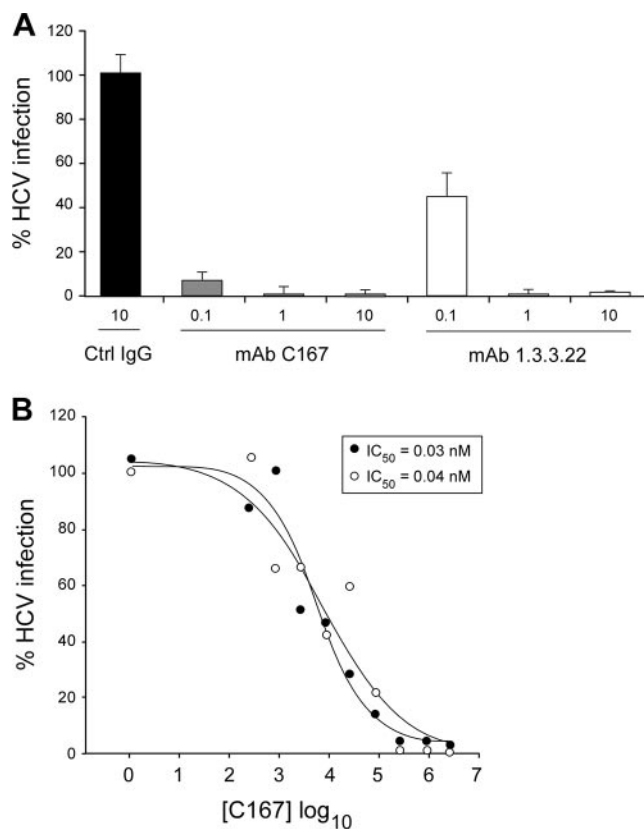 A
120
100
80
60
40
20
0
% HCV infection
10 0.1 1 10 0.1 1 10
Ctrl IgG mAb C167 mAb 1.3.3.22
B
120
100
80
60
40
20
0
% HCV infection
IC50 = 0.03 nM
IC50 = 0.04 nM
0 1 2 3 4 5 6 7
[C167] log10